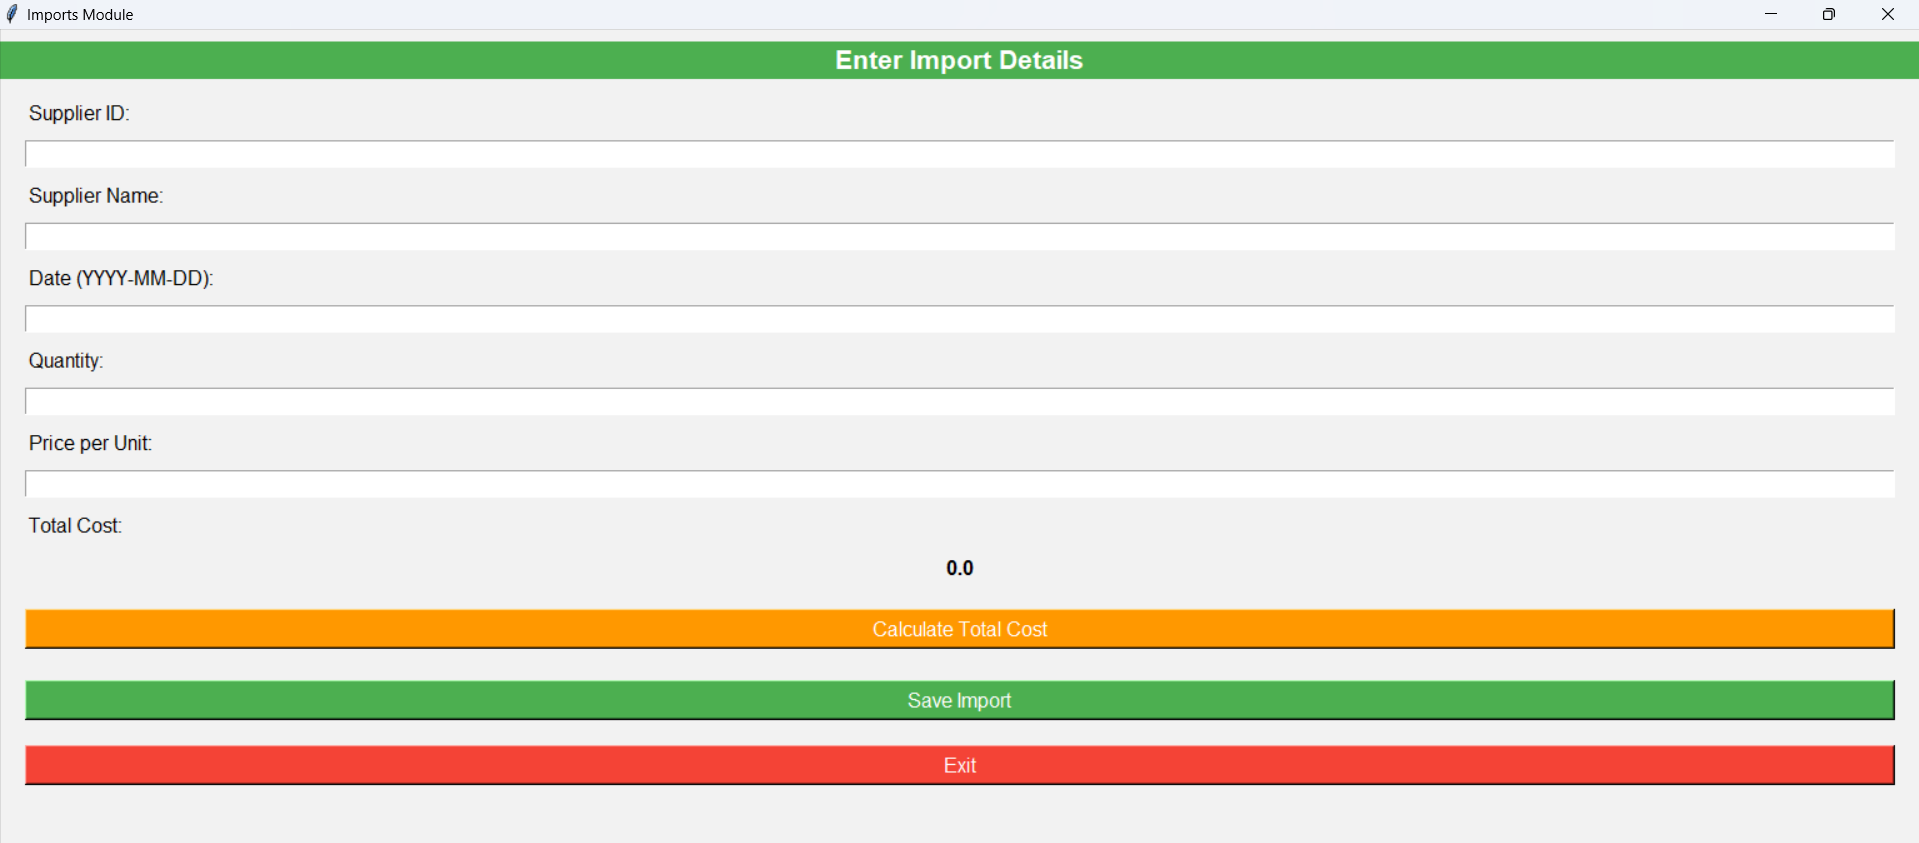 Imports Module
Enter Import Details
Supplier ID:
Supplier Name:
Date (YYYY-MM-DD):
Quantity:
Price per Unit:
Total Cost:
0.0
Calculate Total Cost
Save Import
Exit